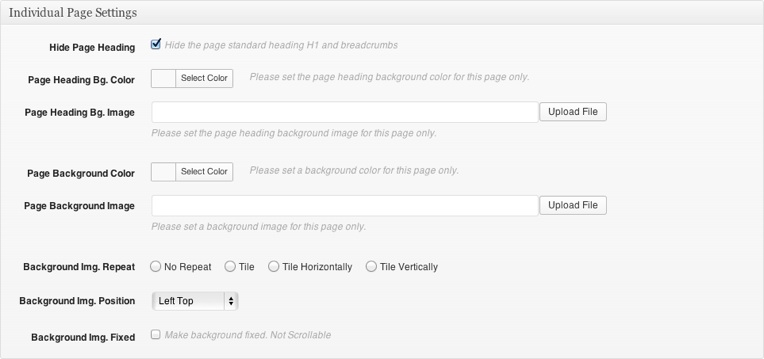 Individual Page Settings
Hide Page Heading Hide the page standard heading H1 and breadcrumbs
Page Heading Bg. Color Select Color Please set the page heading background color for this page only.
Page Heading Bg. Image Upload File
Please set the page heading background image for this page only.
Page Background Color Select Color Please set a background color for this page only.
Page Background Image Upload File
Please set a background image for this page only.
Background Img. Repeat No Repeat Tile Tile Horizontally Tile Vertically
Background Img. Position Left Top
Background Img. Fixed Make background fixed. Not Scrollable